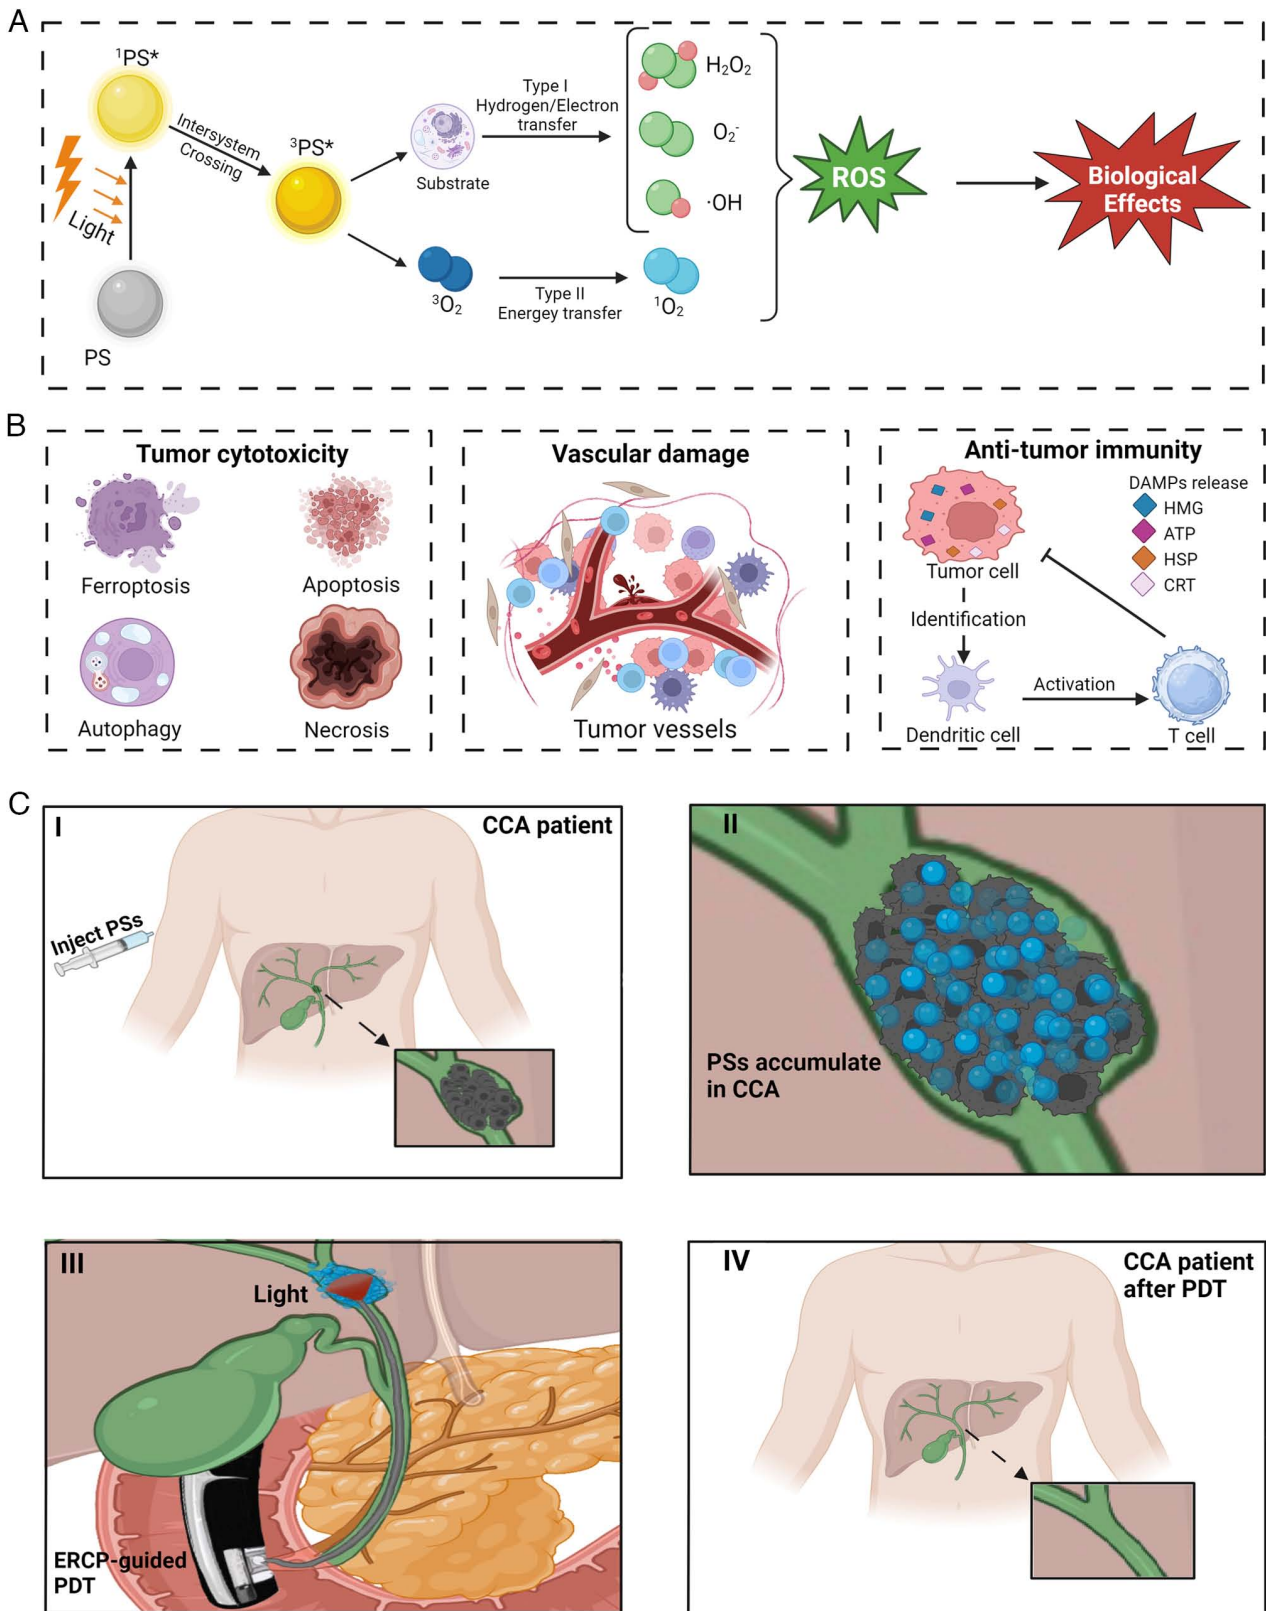 A
¹PS*
Intersystem
Crossing
Light
PS
³PS*
Substrate
Type I
Hydrogen/Electron
transfer
H₂O₂
O₂⁻
·OH
³O₂
Type II
Energey transfer
¹O₂
ROS
Biological
Effects
B
Tumor cytotoxicity
Ferroptosis
Apoptosis
Autophagy
Necrosis
Vascular damage
Tumor vessels
Anti-tumor immunity
DAMPs release
HMG
ATP
HSP
CRT
Tumor cell
Identification
Activation
Dendritic cell
T cell
C
I
CCA patient
Inject PSs
II
PSs accumulate
in CCA
III
Light
ERCP-guided
PDT
IV
CCA patient
after PDT